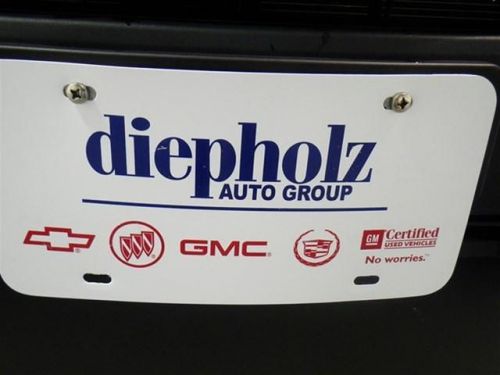 diepholz
AUTO GROUP
GMC
GM Certified
USED VEHICLES
No worries.